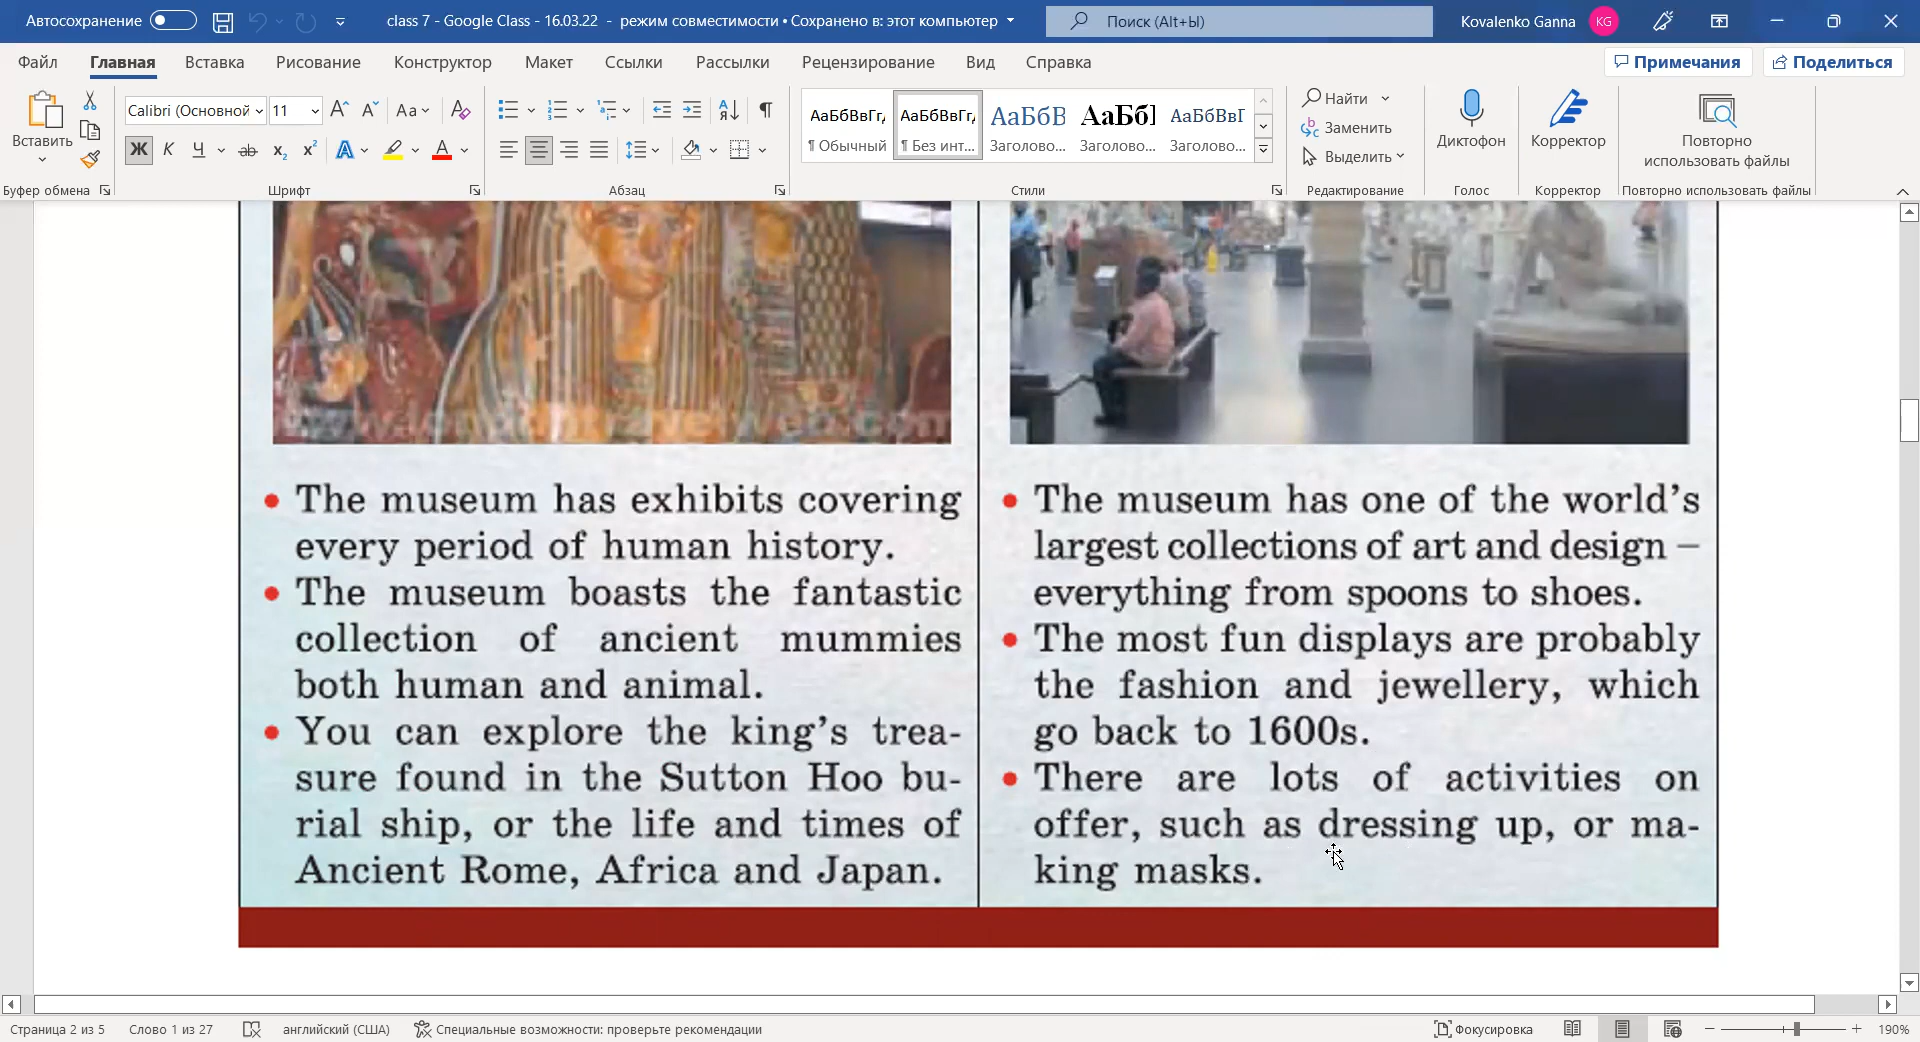 Автосохранение
class 7 - Google Class - 16.03.22 - режим совместимости • Сохранено в: этот компьютер
Поиск (Alt+Ы)
Kovalenko Ganna
KG
Файл Главная Вставка Рисование Конструктор Макет Ссылки Рассылки Рецензирование Вид Справка
Примечания
Поделиться
Вставить
Calibri (Основной 11
Aa
Ж К Ч ab x₂ x² A A
АаБбВвГг, АаБбВвГг, АаБбВ АаБб АаБбВвГ
¶ Обычный ¶ Без инт... Заголово... Заголово... Заголово...
Найти
Заменить
Выделить
Диктофон
Корректор
Повторно
использовать файлы
Буфер обмена Шрифт Абзац Стили Редактирование Голос Корректор Повторно использовать файлы
• The museum has exhibits covering
every period of human history.
• The museum boasts the fantastic
collection of ancient mummies
both human and animal.
• You can explore the king’s trea-
sure found in the Sutton Hoo bu-
rial ship, or the life and times of
Ancient Rome, Africa and Japan.
• The museum has one of the world’s
largest collections of art and design –
everything from spoons to shoes.
• The most fun displays are probably
the fashion and jewellery, which
go back to 1600s.
• There are lots of activities on
offer, such as dressing up, or ma-
king masks.
Страница 2 из 5 Слово 1 из 27 английский (США) Специальные возможности: проверьте рекомендации
Фокусировка
190%